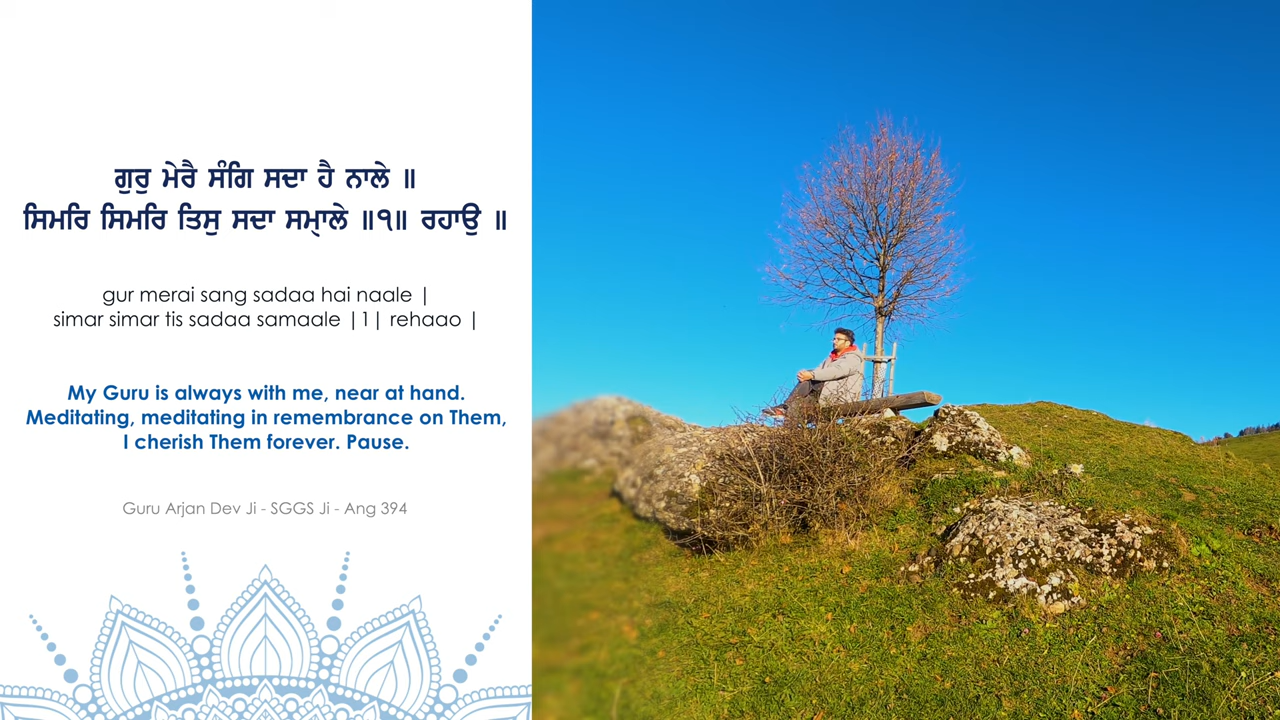 ਗੁਰੁ ਮੇਰੈ ਸੰਗਿ ਸਦਾ ਹੈ ਨਾਲੇ ॥
ਸਿਮਰਿ ਸਿਮਰਿ ਤਿਸੁ ਸਦਾ ਸਮ੍ਹਾਲੇ ॥੧॥ ਰਹਾਉ ॥
gur merai sang sadaa hai naale |
simar simar tis sadaa samaale |1| rehaao |
My Guru is always with me, near at hand.
Meditating, meditating in remembrance on Them,
I cherish Them forever. Pause.
Guru Arjan Dev Ji - SGGS Ji - Ang 394